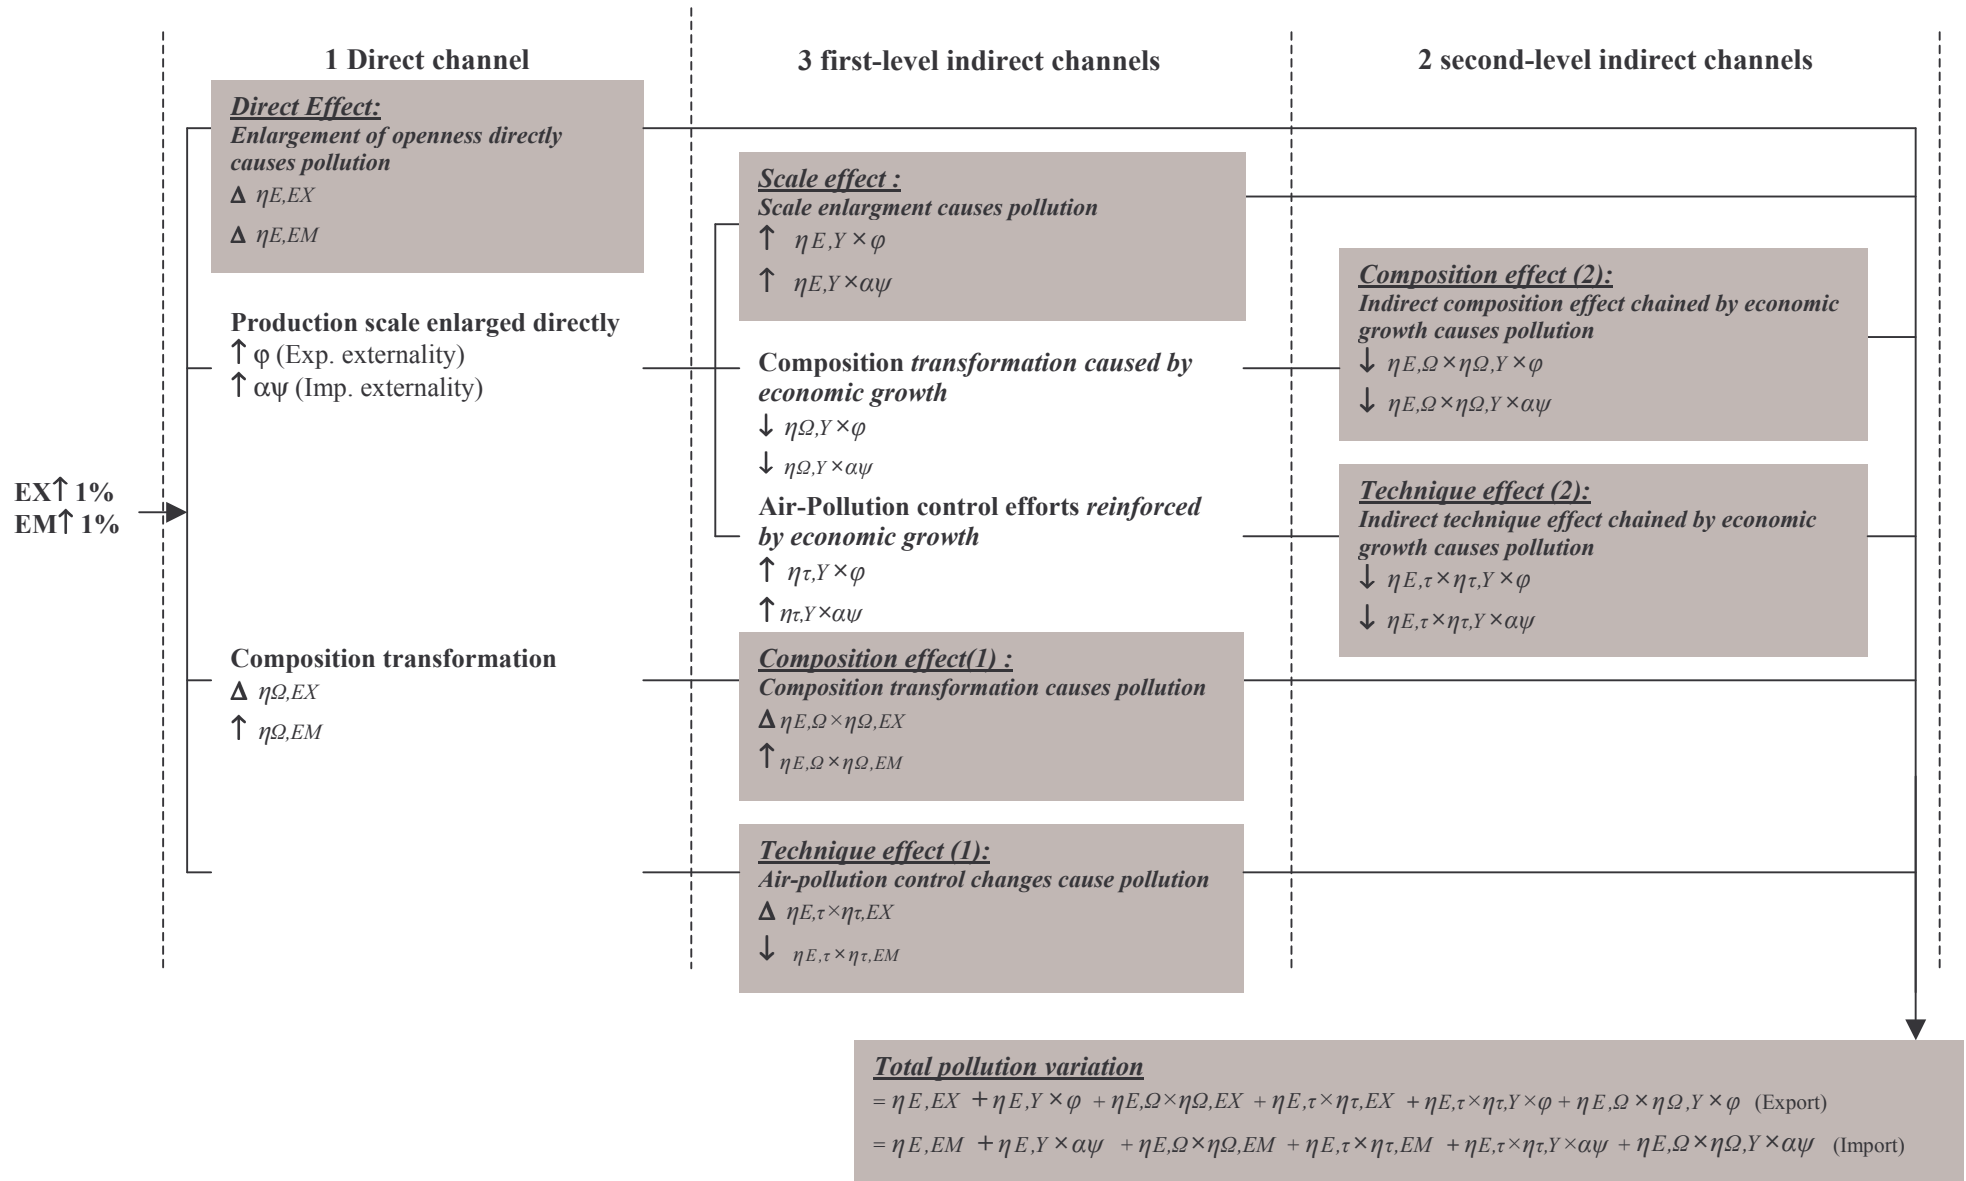 1 Direct channel
3 first-level indirect channels
2 second-level indirect channels
EX↑ 1%
EM↑ 1%
Direct Effect:
Enlargement of openness directly
causes pollution
Δ ηE,EX
Δ ηE,EM
Production scale enlarged directly
↑ φ (Exp. externality)
↑ αψ (Imp. externality)
Composition transformation
Δ ηΩ,EX
↑ ηΩ,EM
Scale effect :
Scale enlargment causes pollution
↑ ηE,Y×φ
↑ ηE,Y×αψ
Composition transformation caused by
economic growth
↓ ηΩ,Y×φ
↓ ηΩ,Y×αψ
Air-Pollution control efforts reinforced
by economic growth
↑ ητ,Y×φ
↑ ητ,Y×αψ
Composition effect(1) :
Composition transformation causes pollution
Δ ηE,Ω×ηΩ,EX
↑ ηE,Ω×ηΩ,EM
Technique effect (1):
Air-pollution control changes cause pollution
Δ ηE,τ×ητ,EX
↓ ηE,τ×ητ,EM
Composition effect (2):
Indirect composition effect chained by economic
growth causes pollution
↓ ηE,Ω×ηΩ,Y×φ
↓ ηE,Ω×ηΩ,Y×αψ
Technique effect (2):
Indirect technique effect chained by economic
growth causes pollution
↓ ηE,τ×ητ,Y×φ
↓ ηE,τ×ητ,Y×αψ
Total pollution variation
= ηE,EX + ηE,Y×φ + ηE,Ω×ηΩ,EX + ηE,τ×ητ,EX + ηE,τ×ητ,Y×φ + ηE,Ω×ηΩ,Y×φ (Export)
= ηE,EM + ηE,Y×αψ + ηE,Ω×ηΩ,EM + ηE,τ×ητ,EM + ηE,τ×ητ,Y×αψ + ηE,Ω×ηΩ,Y×αψ (Import)